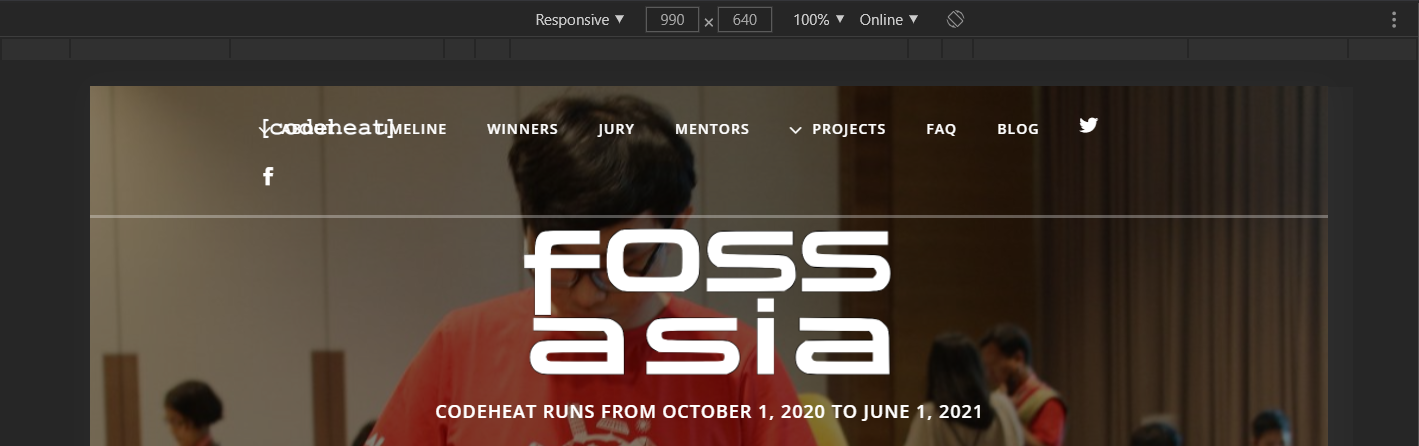 Responsive 990 × 640 100% Online
[codeheat] ABOUT TIMELINE WINNERS JURY MENTORS PROJECTS FAQ BLOG
foss
asia
CODEHEAT RUNS FROM OCTOBER 1, 2020 TO JUNE 1, 2021